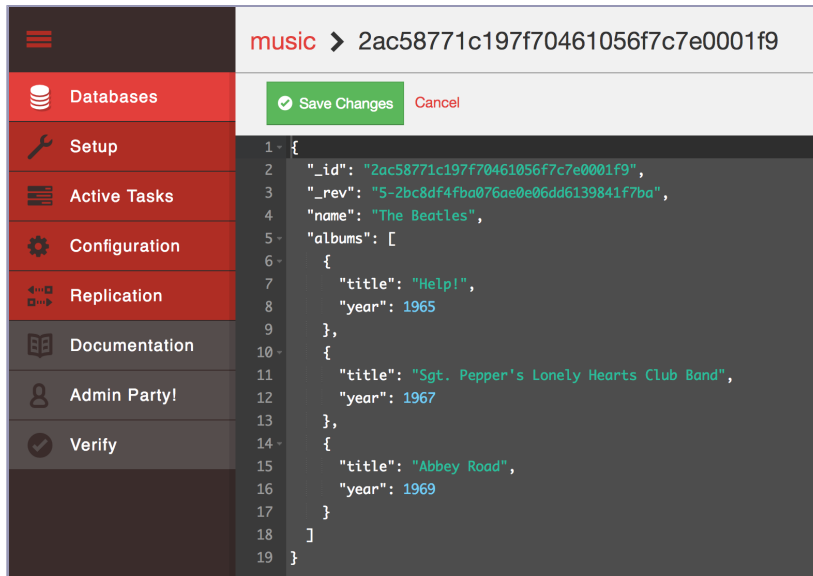 music > 2ac58771c197f70461056f7c7e0001f9
Databases
Setup
Active Tasks
Configuration
Replication
Documentation
Admin Party!
Verify
Save Changes Cancel
1 {
2 "_id": "2ac58771c197f70461056f7c7e0001f9",
3 "_rev": "5-2bc8df4fba076ae0e06dd6139841f7ba",
4 "name": "The Beatles",
5 "albums": [
6 {
7 "title": "Help!",
8 "year": 1965
9 },
10 {
11 "title": "Sgt. Pepper's Lonely Hearts Club Band",
12 "year": 1967
13 },
14 {
15 "title": "Abbey Road",
16 "year": 1969
17 }
18 ]
19 }